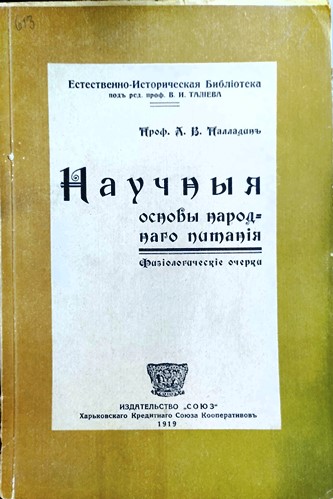 613
Естественно-Историческая Библіотека
подъ ред. проф. В. И. ТАЛІЕВА
Проф. А. В. Палладинъ
Научныя
основы народ=
наго питанія
Физіологическіе очерки
ИЗДАТЕЛЬСТВО „СОЮЗ"
Харьковскаго Кредитнаго Союза Кооперативовъ
1919